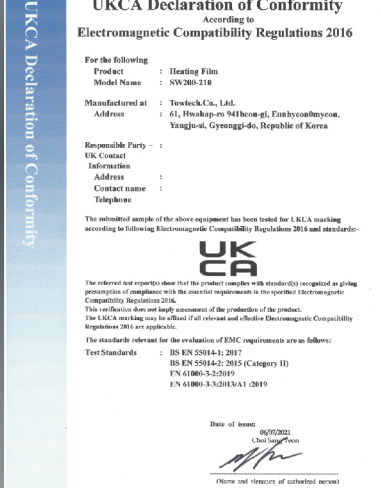 UKCA Declaration of Conformity
UKCA Declaration of Conformity
According to
Electromagnetic Compatibility Regulations 2016
For the following
Product : Heating Film
Model Name : SW200-210
Manufactured at : Towtech.Co., Ltd.
Address : 61, Hwahap-ro 941beon-gi, Eunhyeon0myeon,
Yangju-si, Gyeonggi-do, Republic of Korea
Responsible Party – :
UK Contact
Information
Address :
Contact name :
Telephone
The submitted sample of the above equipment has been tested for UKCA marking
according to following Electromagnetic Compatibility Regulations 2016 and standards:-
UK
CA
The referred test report(s) show that the product complies with standard(s) recognized as giving
presumption of compliance with the essential requirements in the specified Electromagnetic
Compatibility Regulations 2016.
This verification does not imply assessment of the production of the product.
The UKCA marking may be affixed if all relevant and effective Electromagnetic Compatibility
Regulations 2016 are applicable.
The standards relevant for the evaluation of EMC requirements are as follows:
Test Standards : BS EN 55014-1: 2017
BS EN 55014-2: 2015 (Category II)
EN 61000-3-2:2019
EN 61000-3-3:2013/A1 :2019
Date of issue:
06/07/2021
Choi Sang Yeon
(Name and signature of authorized person)